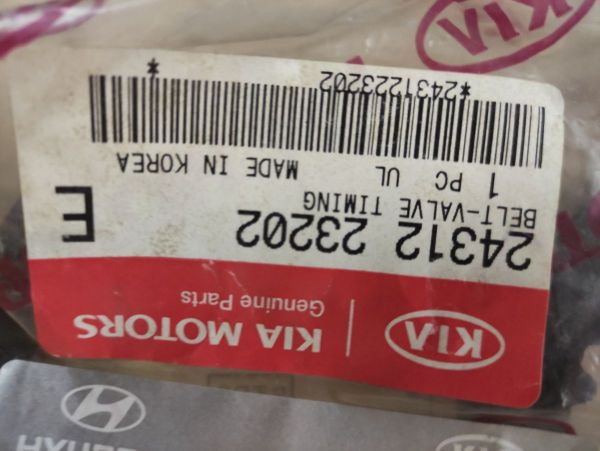 KIA
KIA MOTORS
Genuine Parts
24312 23202
E
BELT-VALVE TIMING
1 PC UL MADE IN KOREA
*2431223202*
KIA
KIA